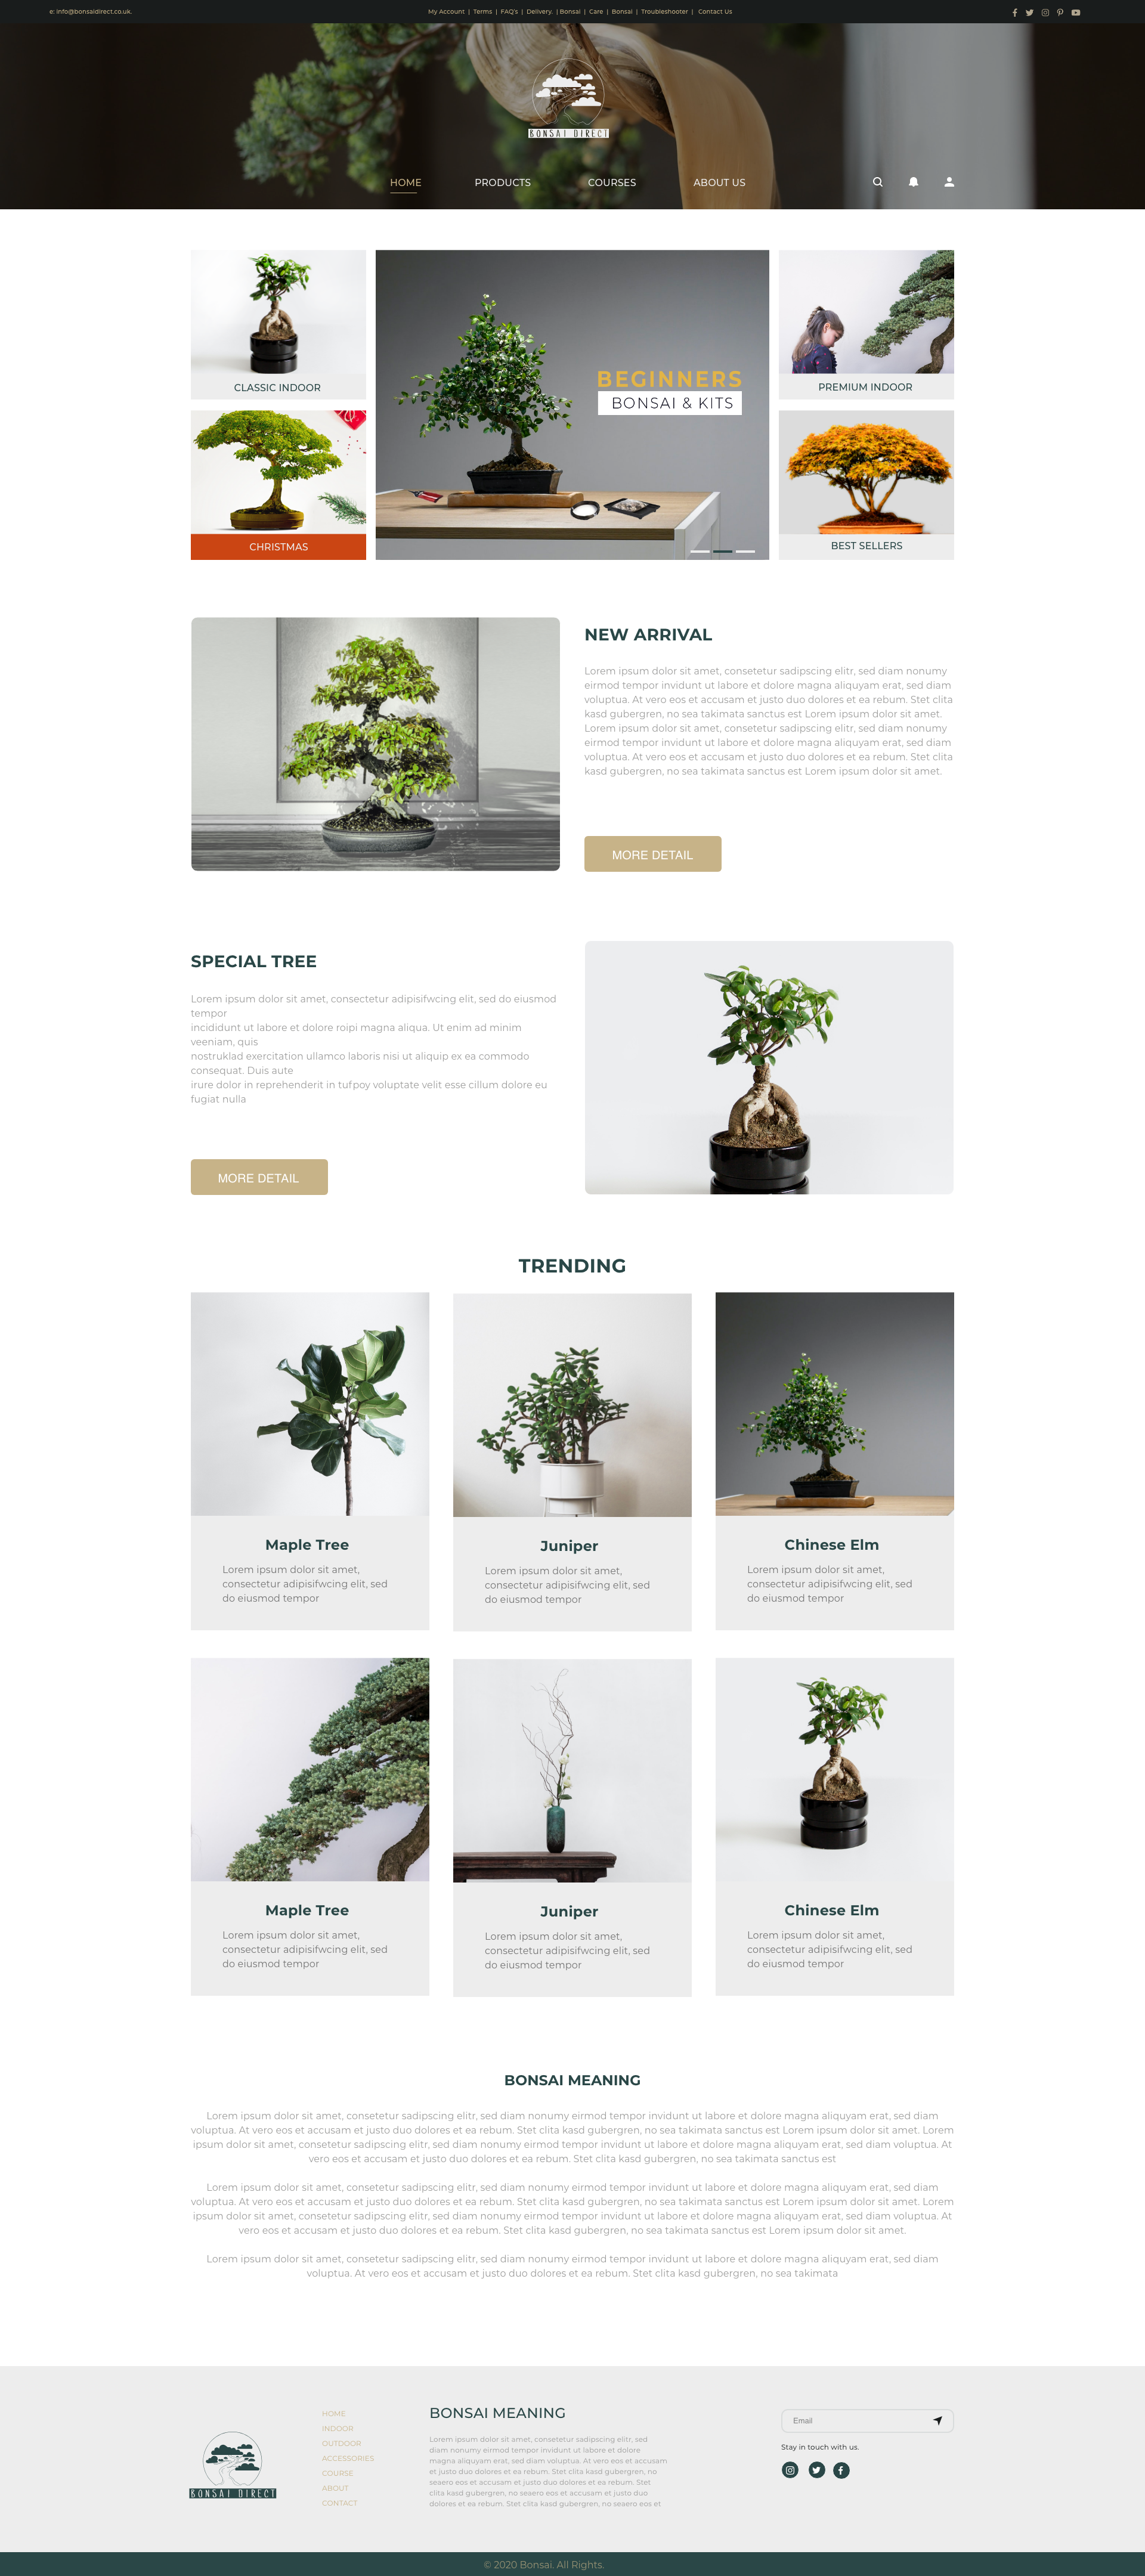 e: info@bonsaidirect.co.uk.
My Account | Terms | FAQ's | Delivery. | Bonsai | Care | Bonsai | Troubleshooter | Contact Us
BONSAI DIRECT
HOME PRODUCTS COURSES ABOUT US
CLASSIC INDOOR
CHRISTMAS
BEGINNERS
BONSAI & KITS
PREMIUM INDOOR
BEST SELLERS
NEW ARRIVAL
Lorem ipsum dolor sit amet, consetetur sadipscing elitr, sed diam nonumy
eirmod tempor invidunt ut labore et dolore magna aliquyam erat, sed diam
voluptua. At vero eos et accusam et justo duo dolores et ea rebum. Stet clita
kasd gubergren, no sea takimata sanctus est Lorem ipsum dolor sit amet.
Lorem ipsum dolor sit amet, consetetur sadipscing elitr, sed diam nonumy
eirmod tempor invidunt ut labore et dolore magna aliquyam erat, sed diam
voluptua. At vero eos et accusam et justo duo dolores et ea rebum. Stet clita
kasd gubergren, no sea takimata sanctus est Lorem ipsum dolor sit amet.
MORE DETAIL
SPECIAL TREE
Lorem ipsum dolor sit amet, consectetur adipisifwcing elit, sed do eiusmod
tempor
incididunt ut labore et dolore roipi magna aliqua. Ut enim ad minim
veeniam, quis
nostruklad exercitation ullamco laboris nisi ut aliquip ex ea commodo
consequat. Duis aute
irure dolor in reprehenderit in tufpoy voluptate velit esse cillum dolore eu
fugiat nulla
MORE DETAIL
TRENDING
Maple Tree
Lorem ipsum dolor sit amet,
consectetur adipisifwcing elit, sed
do eiusmod tempor
Juniper
Lorem ipsum dolor sit amet,
consectetur adipisifwcing elit, sed
do eiusmod tempor
Chinese Elm
Lorem ipsum dolor sit amet,
consectetur adipisifwcing elit, sed
do eiusmod tempor
Maple Tree
Lorem ipsum dolor sit amet,
consectetur adipisifwcing elit, sed
do eiusmod tempor
Juniper
Lorem ipsum dolor sit amet,
consectetur adipisifwcing elit, sed
do eiusmod tempor
Chinese Elm
Lorem ipsum dolor sit amet,
consectetur adipisifwcing elit, sed
do eiusmod tempor
BONSAI MEANING
Lorem ipsum dolor sit amet, consetetur sadipscing elitr, sed diam nonumy eirmod tempor invidunt ut labore et dolore magna aliquyam erat, sed diam
voluptua. At vero eos et accusam et justo duo dolores et ea rebum. Stet clita kasd gubergren, no sea takimata sanctus est Lorem ipsum dolor sit amet. Lorem
ipsum dolor sit amet, consetetur sadipscing elitr, sed diam nonumy eirmod tempor invidunt ut labore et dolore magna aliquyam erat, sed diam voluptua. At
vero eos et accusam et justo duo dolores et ea rebum. Stet clita kasd gubergren, no sea takimata sanctus est
Lorem ipsum dolor sit amet, consetetur sadipscing elitr, sed diam nonumy eirmod tempor invidunt ut labore et dolore magna aliquyam erat, sed diam
voluptua. At vero eos et accusam et justo duo dolores et ea rebum. Stet clita kasd gubergren, no sea takimata sanctus est Lorem ipsum dolor sit amet. Lorem
ipsum dolor sit amet, consetetur sadipscing elitr, sed diam nonumy eirmod tempor invidunt ut labore et dolore magna aliquyam erat, sed diam voluptua. At
vero eos et accusam et justo duo dolores et ea rebum. Stet clita kasd gubergren, no sea takimata sanctus est Lorem ipsum dolor sit amet.
Lorem ipsum dolor sit amet, consetetur sadipscing elitr, sed diam nonumy eirmod tempor invidunt ut labore et dolore magna aliquyam erat, sed diam
voluptua. At vero eos et accusam et justo duo dolores et ea rebum. Stet clita kasd gubergren, no sea takimata
BONSAI DIRECT
HOME
INDOOR
OUTDOOR
ACCESSORIES
COURSE
ABOUT
CONTACT
BONSAI MEANING
Lorem ipsum dolor sit amet, consetetur sadipscing elitr, sed
diam nonumy eirmod tempor invidunt ut labore et dolore
magna aliquyam erat, sed diam voluptua. At vero eos et accusam
et justo duo dolores et ea rebum. Stet clita kasd gubergren, no
seaero eos et accusam et justo duo dolores et ea rebum. Stet
clita kasd gubergren, no seaero eos et accusam et justo duo
dolores et ea rebum. Stet clita kasd gubergren, no seaero eos et
Email
Stay in touch with us.
© 2020 Bonsai. All Rights.